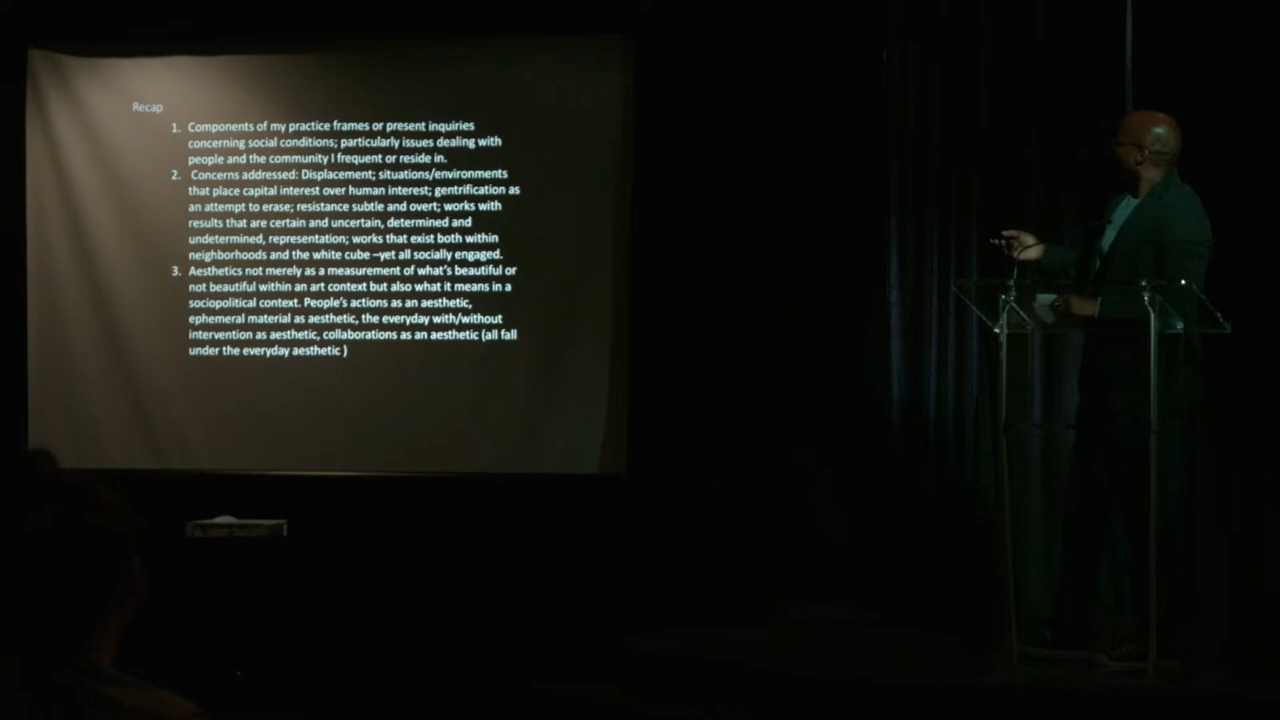 Recap
1. Components of my practice frames or present inquiries
concerning social conditions; particularly issues dealing with
people and the community I frequent or reside in.
2. Concerns addressed: Displacement; situations/environments
that place capital interest over human interest; gentrification as
an attempt to erase; resistance subtle and overt; works with
results that are certain and uncertain, determined and
undetermined, representation; works that exist both within
neighborhoods and the white cube –yet all socially engaged.
3. Aesthetics not merely as a measurement of what's beautiful or
not beautiful within an art context but also what it means in a
sociopolitical context. People's actions as an aesthetic,
ephemeral material as aesthetic, the everyday with/without
intervention as aesthetic, collaborations as an aesthetic (all fall
under the everyday aesthetic )